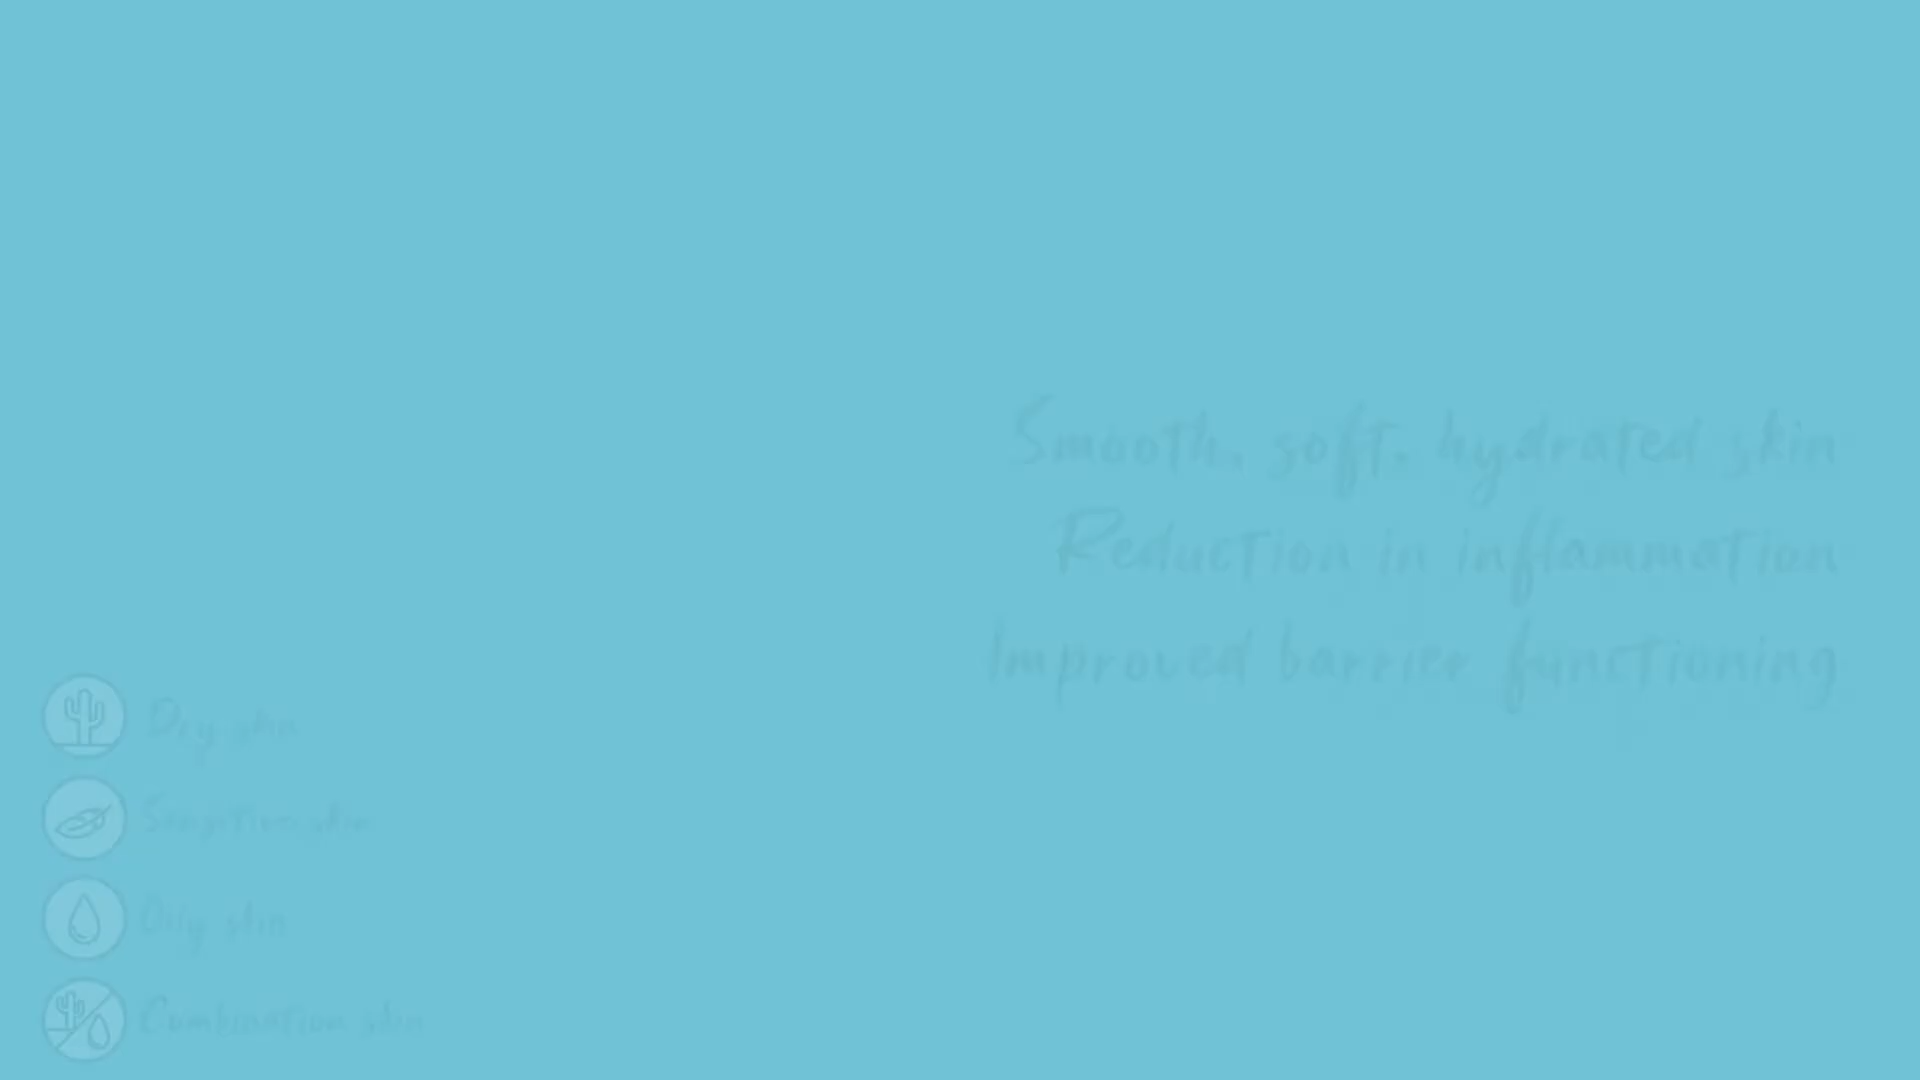 Smooth, soft, hydrated skin
Reduction in inflammation
Improved barrier functioning
Dry skin
Sensitive skin
Oily skin
Combination skin